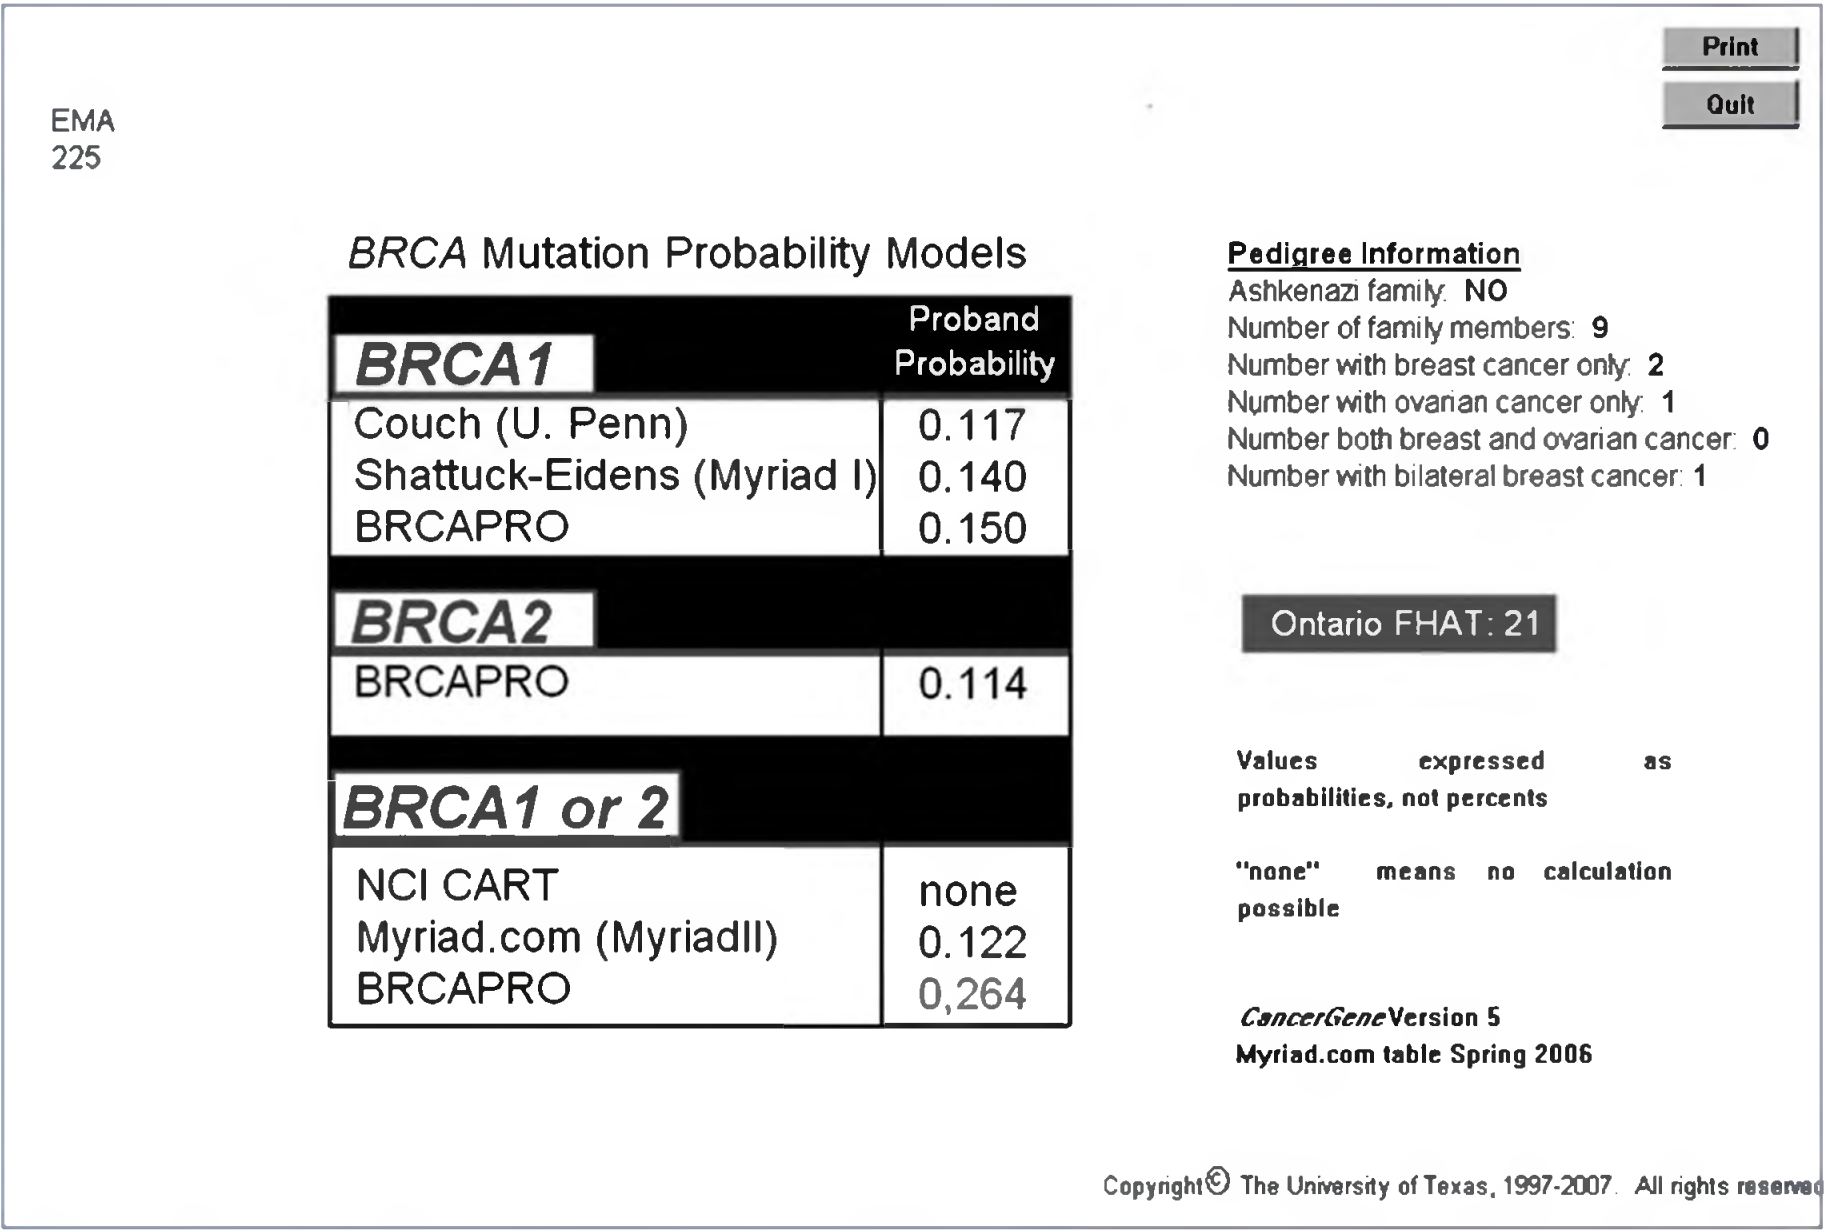 Print
Quit
EMA
225
BRCA Mutation Probability Models
Proband
Probability
BRCA1
Couch (U. Penn) 0.117
Shattuck-Eidens (Myriad I) 0.140
BRCAPRO 0.150
BRCA2
BRCAPRO 0.114
BRCA1 or 2
NCI CART none
Myriad.com (MyriadII) 0.122
BRCAPRO 0,264
Pedigree Information
Ashkenazi family: NO
Number of family members: 9
Number with breast cancer only: 2
Number with ovarian cancer only: 1
Number both breast and ovarian cancer: 0
Number with bilateral breast cancer: 1
Ontario FHAT: 21
Values expressed as
probabilities, not percents
"none" means no calculation
possible
CancerGene Version 5
Myriad.com table Spring 2006
Copyright © The University of Texas, 1997-2007. All rights reserved